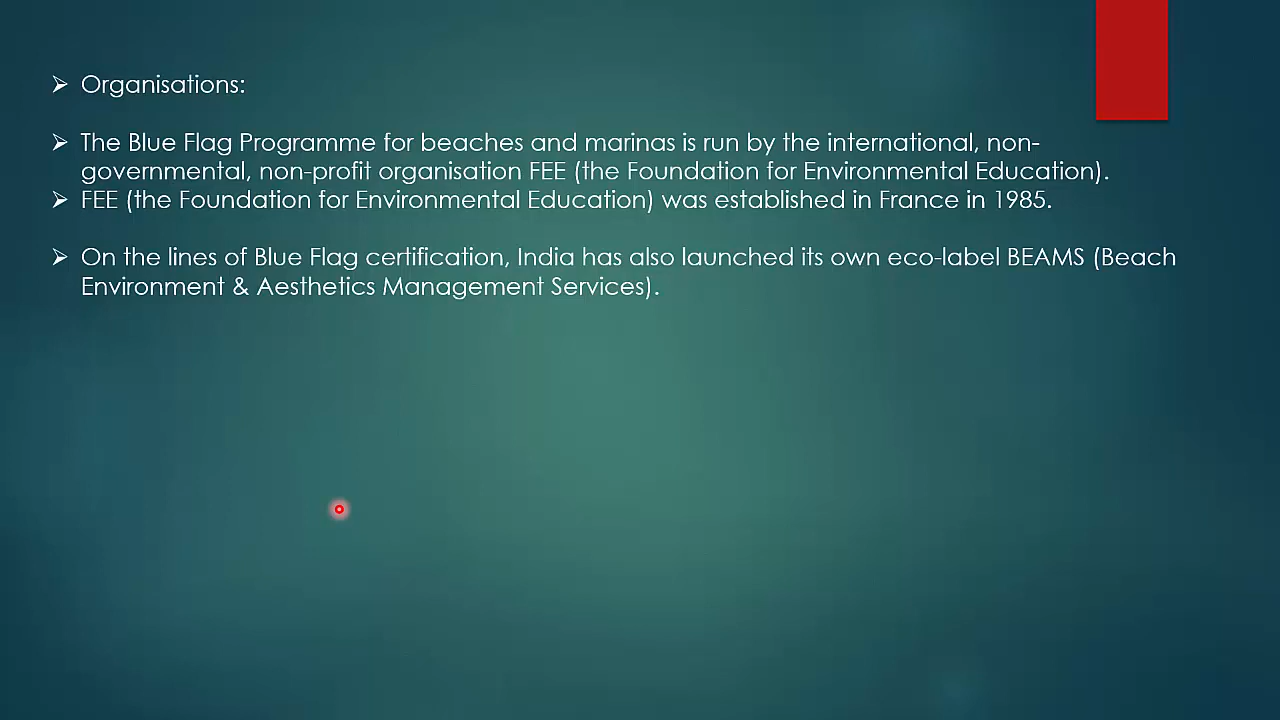 Organisations:
The Blue Flag Programme for beaches and marinas is run by the international, non-
governmental, non-profit organisation FEE (the Foundation for Environmental Education).
FEE (the Foundation for Environmental Education) was established in France in 1985.
On the lines of Blue Flag certification, India has also launched its own eco-label BEAMS (Beach
Environment & Aesthetics Management Services).